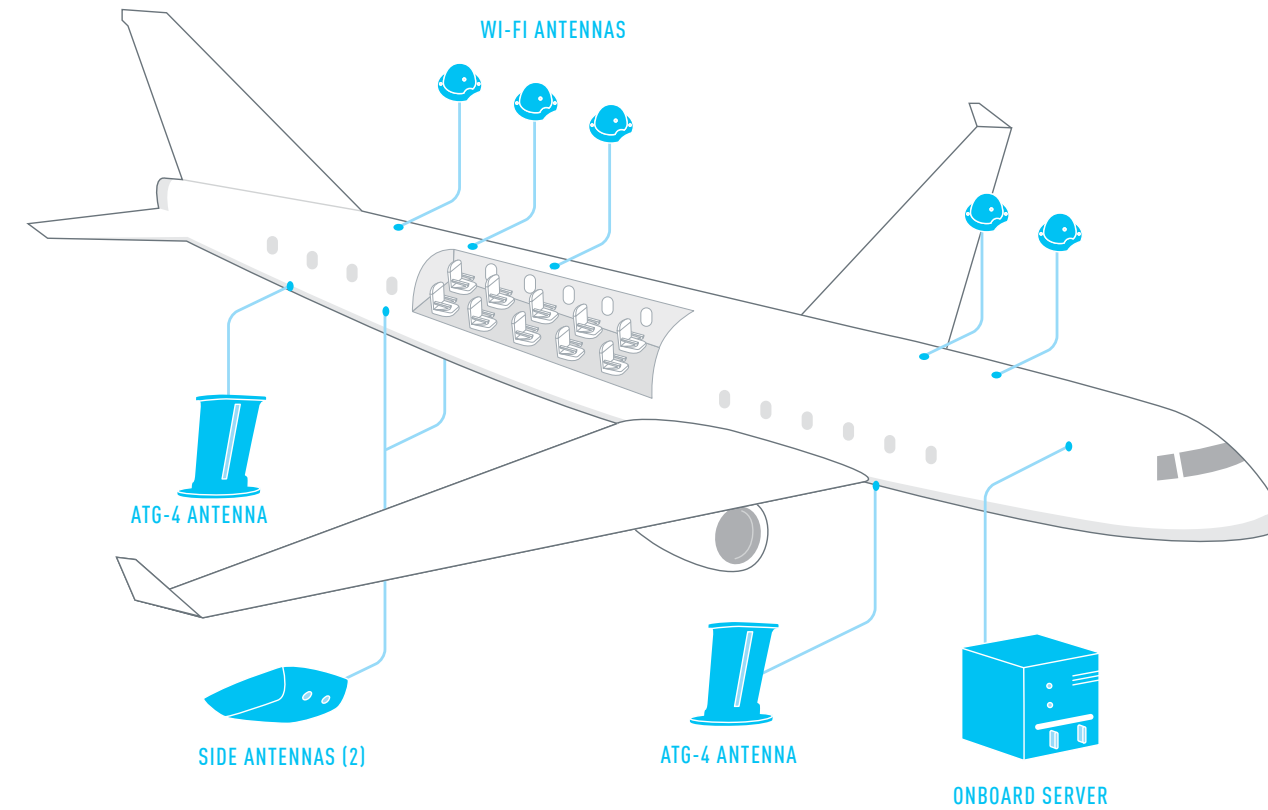 WI-FI ANTENNAS
ATG-4 ANTENNA
SIDE ANTENNAS (2)
ATG-4 ANTENNA
ONBOARD SERVER